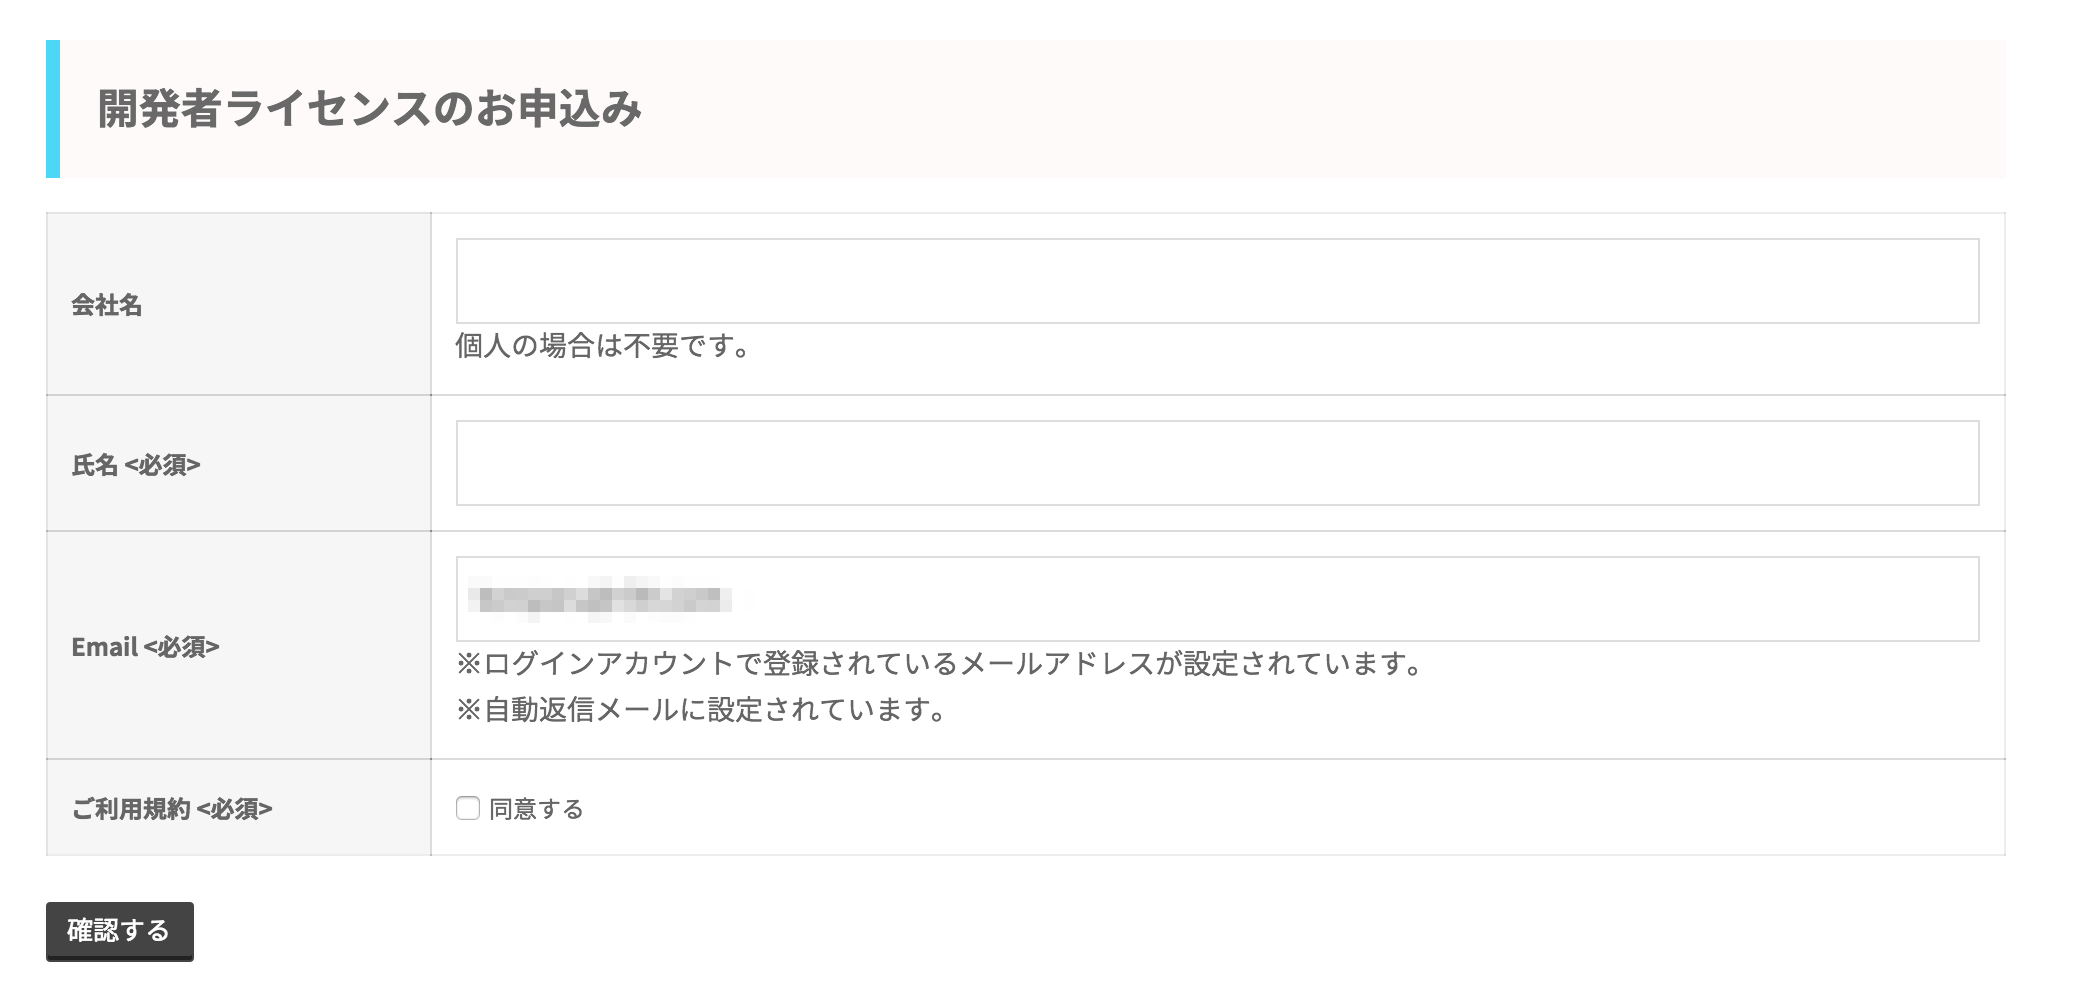 開発者ライセンスのお申込み
会社名
個人の場合は不要です。
氏名 <必須>
Email <必須>
※ログインアカウントで登録されているメールアドレスが設定されています。
※自動返信メールに設定されています。
ご利用規約 <必須>
同意する
確認する